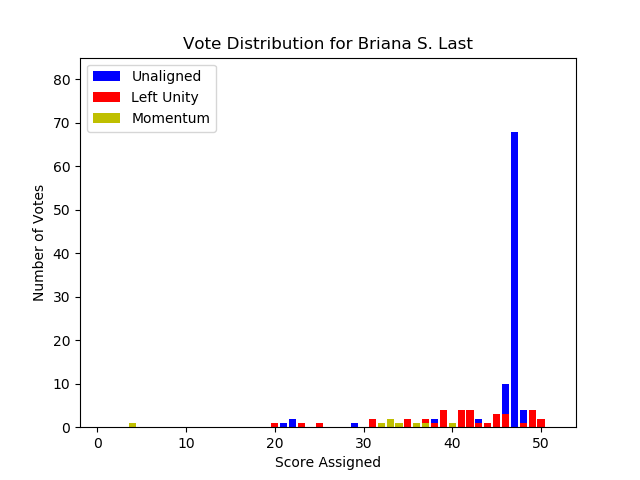 Vote Distribution for Briana S. Last
Unaligned
Left Unity
Momentum
80
70
60
50
40
30
20
10
0
Number of Votes
0 10 20 30 40 50
Score Assigned